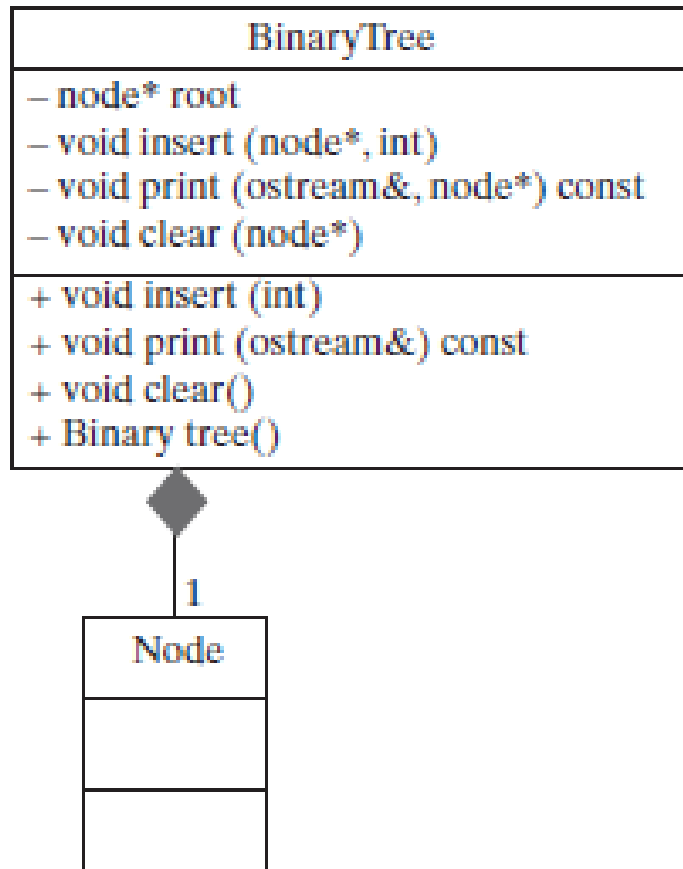 BinaryTree
– node* root
– void insert (node*, int)
– void print (ostream&, node*) const
– void clear (node*)
+ void insert (int)
+ void print (ostream&) const
+ void clear()
+ Binary tree()
1
Node